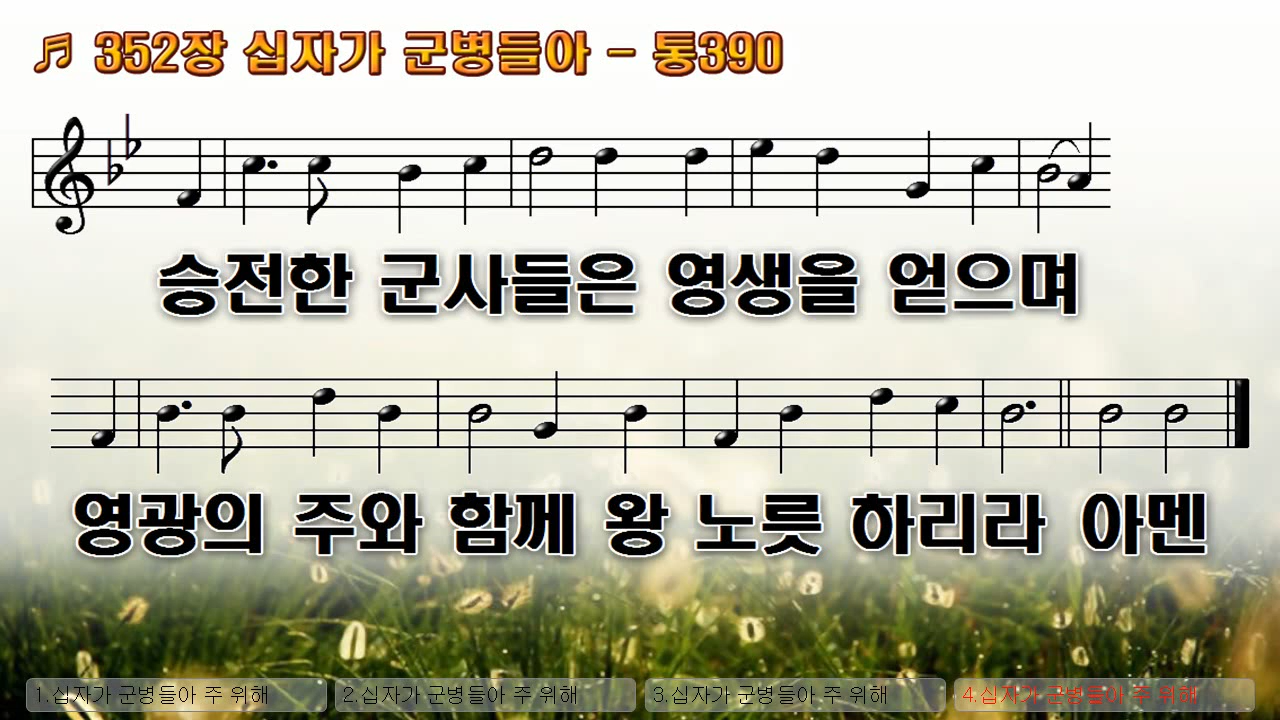 352장 십자가 군병들아 - 통390
승전한 군사들은 영생을 얻으며
영광의 주와 함께 왕 노릇 하리라 아멘
1.십자가 군병들아 주 위해 2.십자가 군병들아 주 위해 3.십자가 군병들아 주 위해 4.십자가 군병들아 주 위해